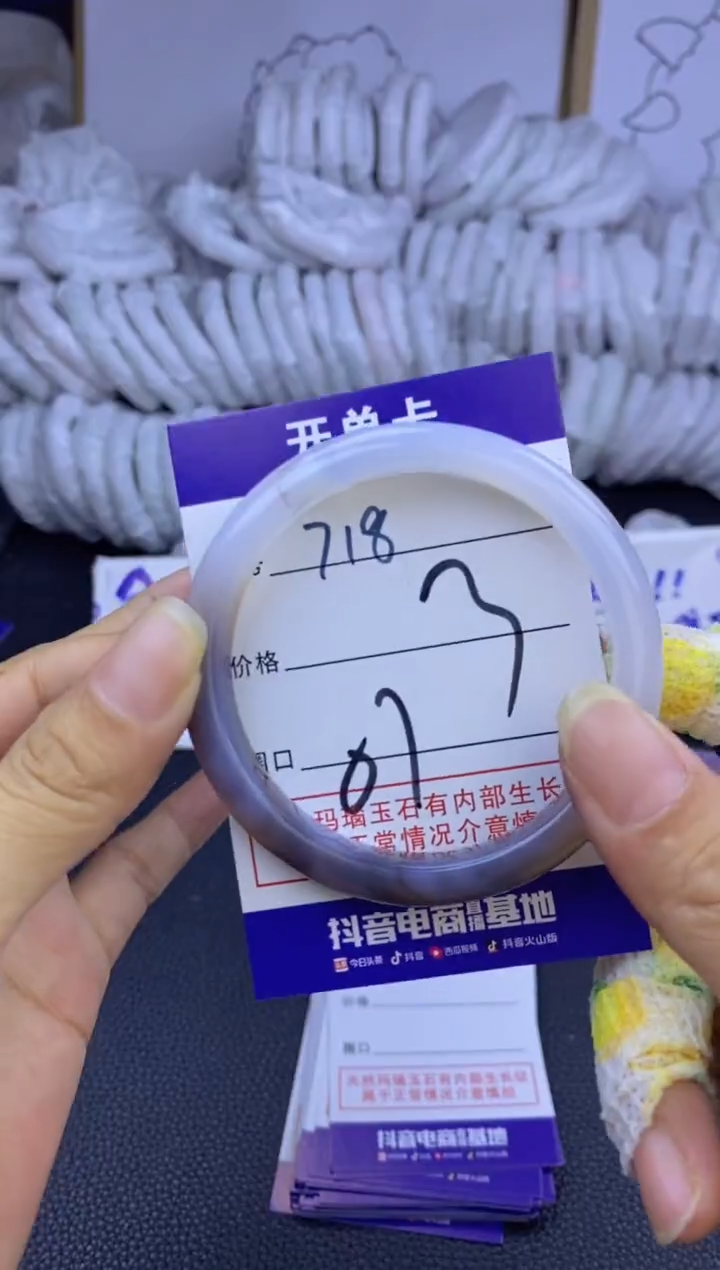 开单卡
718
价格
3
圈口
57
玛瑙玉石有内部生长
正常情况介意慎
抖音电商直播基地
今日头条 抖音 西瓜视频 抖音火山版
价格
圈口
天然玛瑙玉石有内部生长纹
属于正常情况介意慎拍
抖音电商直播基地
!!